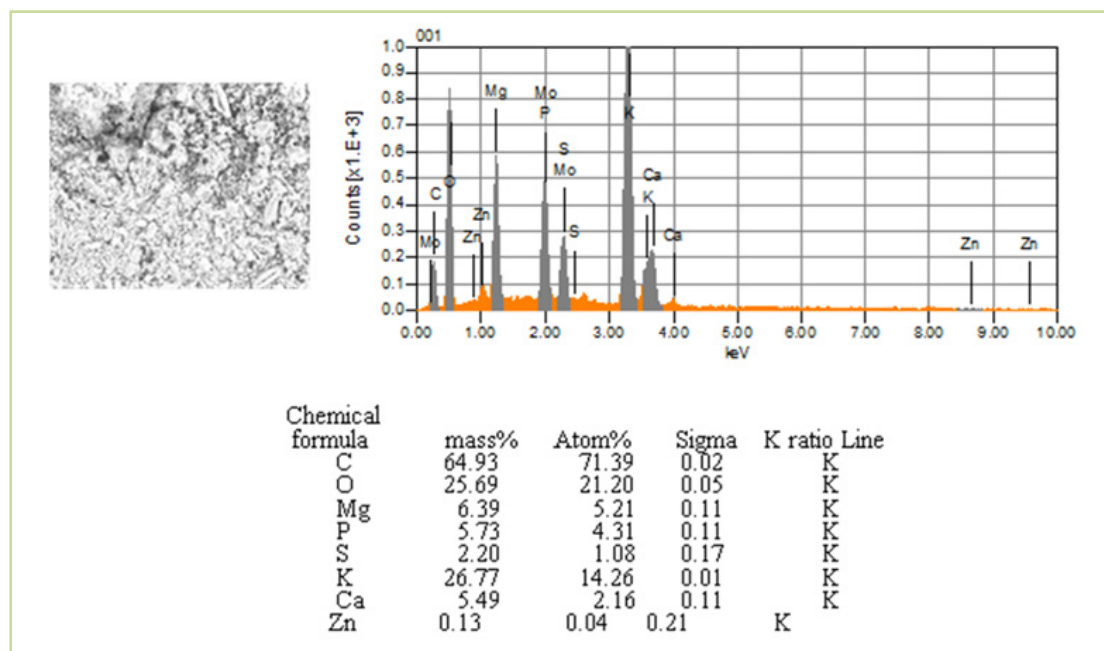 001
1.0
0.9
0.8
0.7
0.6
0.5
0.4
0.3
0.2
0.1
0.0
Counts [x1.E+3]
Mo
C
O
Zn
Zn
Mg
Mo
P
S
Mo
S
K
Ca
K
Ca
Zn
Zn
0.00 1.00 2.00 3.00 4.00 5.00 6.00 7.00 8.00 9.00 10.00
keV
Chemical
formula mass% Atom% Sigma K ratio Line
C 64.93 71.39 0.02 K
O 25.69 21.20 0.05 K
Mg 6.39 5.21 0.11 K
P 5.73 4.31 0.11 K
S 2.20 1.08 0.17 K
K 26.77 14.26 0.01 K
Ca 5.49 2.16 0.11 K
Zn 0.13 0.04 0.21 K